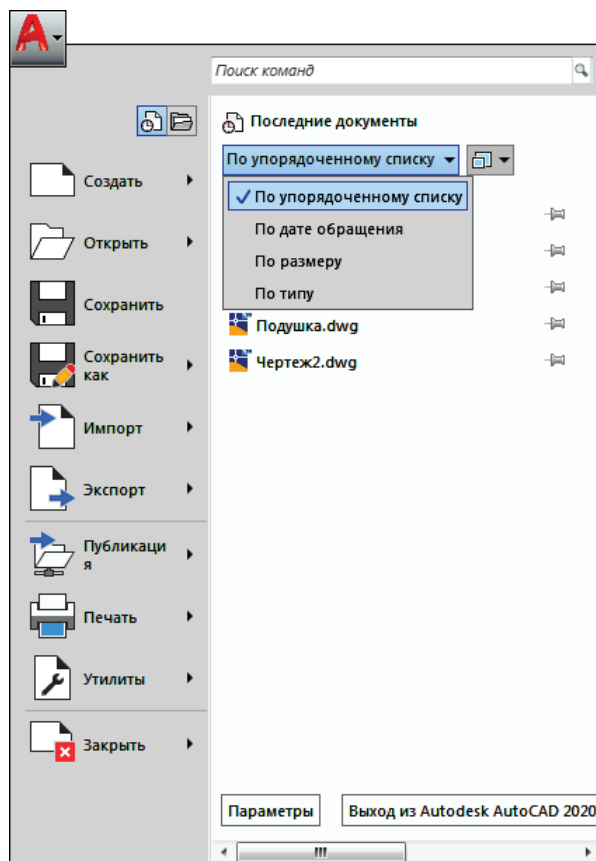 A
Поиск команд
Последние документы
По упорядоченному списку
По упорядоченному списку
По дате обращения
По размеру
По типу
Подушка.dwg
Чертеж2.dwg
Создать
Открыть
Сохранить
Сохранить
как
Импорт
Экспорт
Публикаци
я
Печать
Утилиты
Закрыть
Параметры
Выход из Autodesk AutoCAD 2020